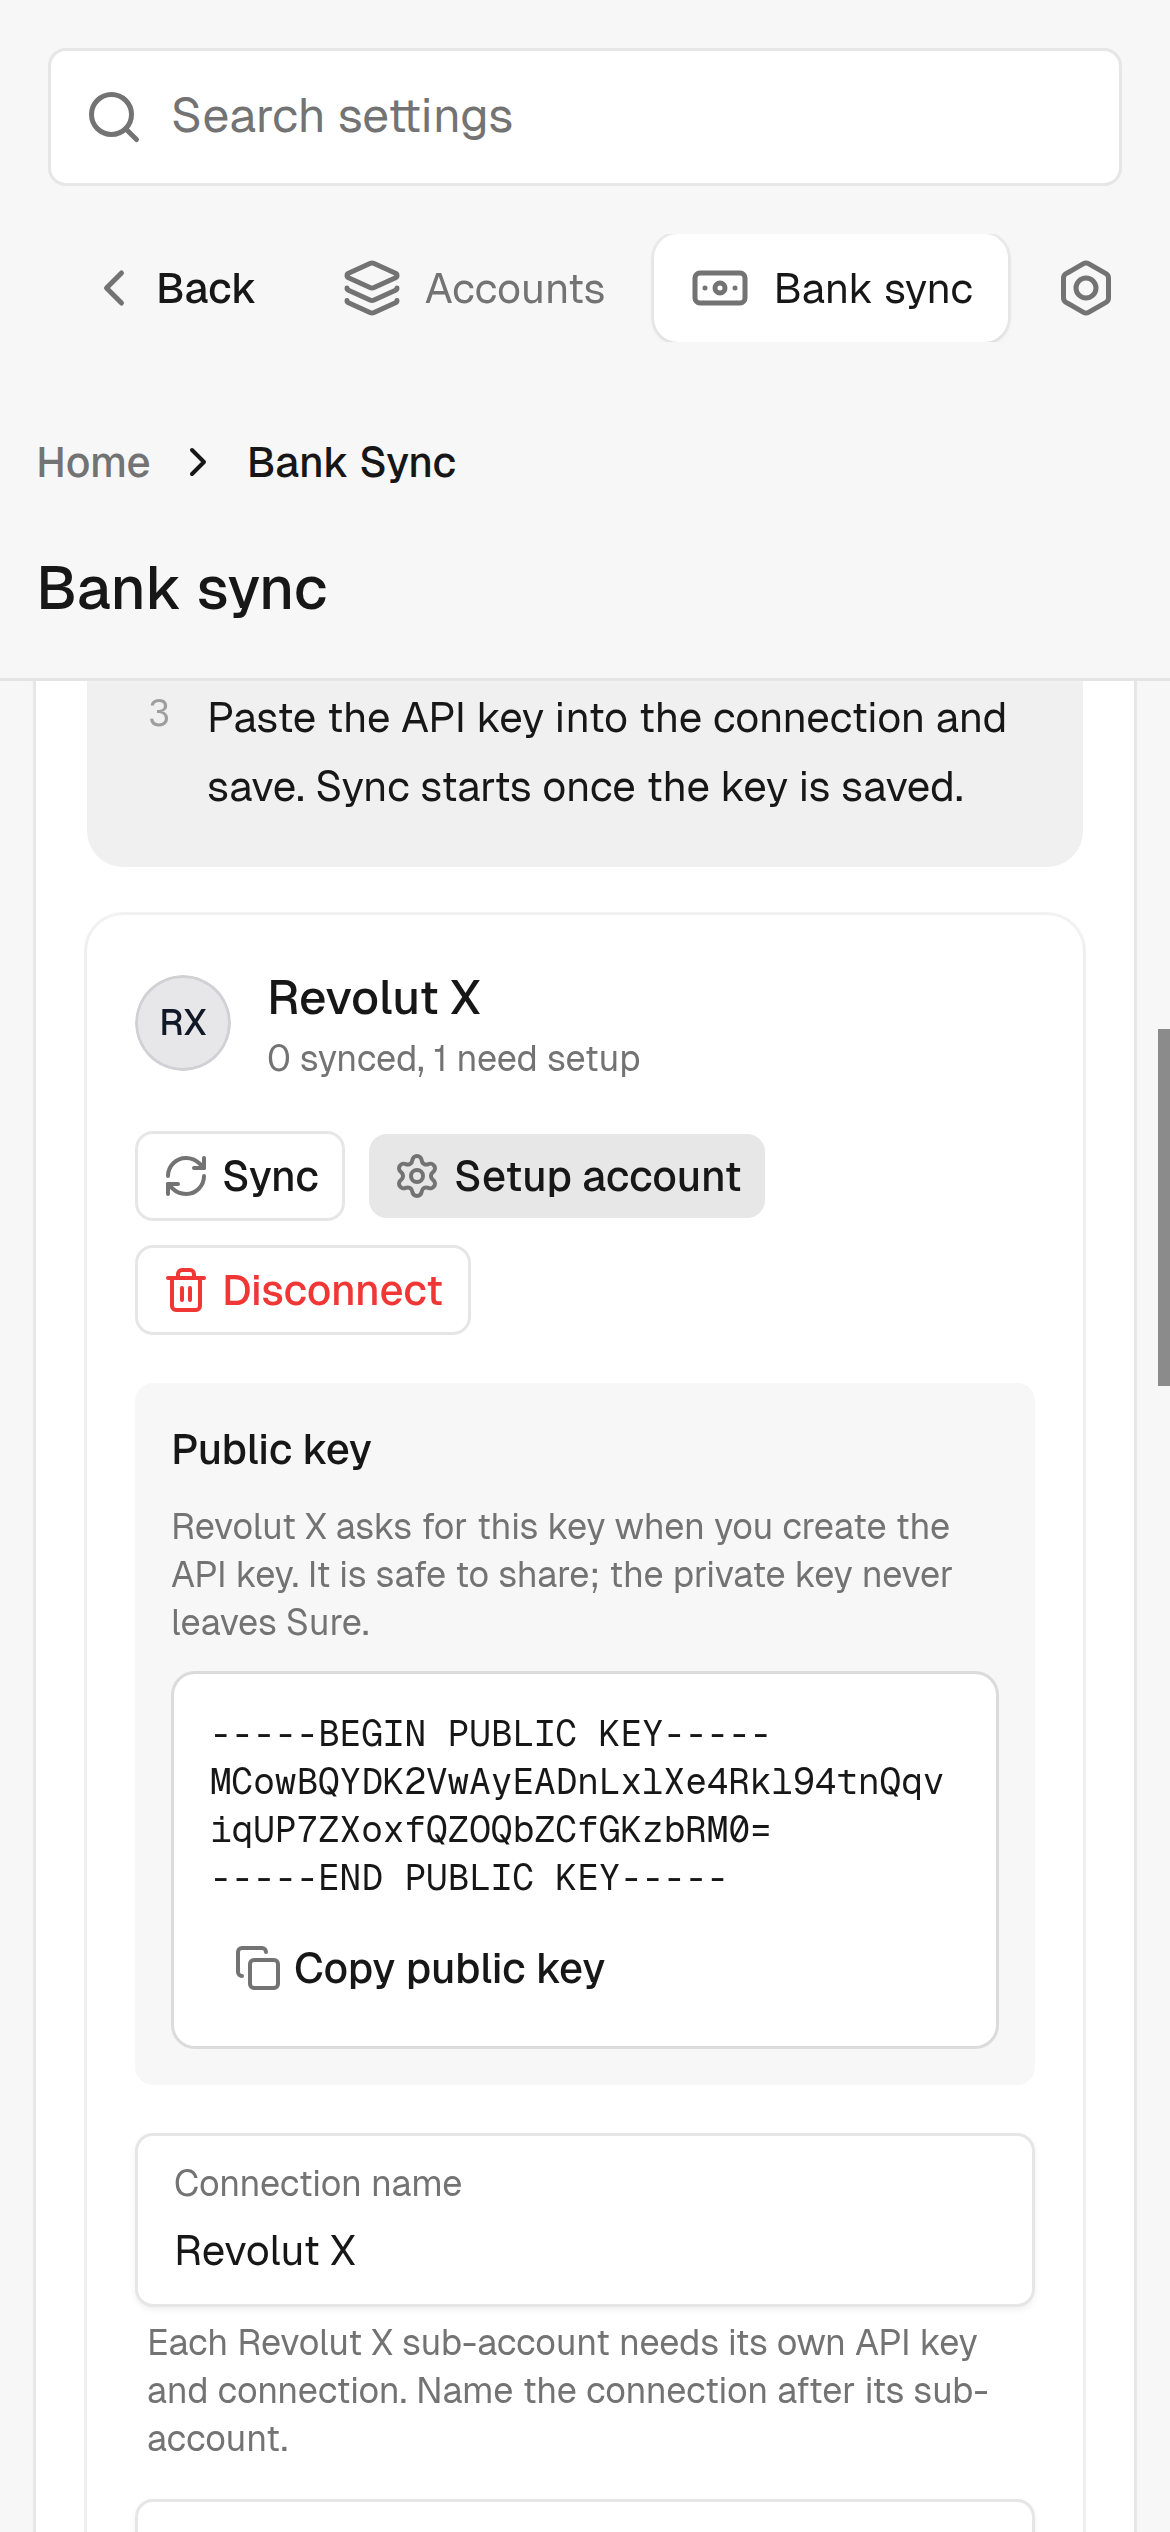 Search settings
Back
Accounts
Bank sync
Home
Bank Sync
Bank sync
3
Paste the API key into the connection and
save. Sync starts once the key is saved.
RX
Revolut X
0 synced, 1 need setup
Sync
Setup account
Disconnect
Public key
Revolut X asks for this key when you create the
API key. It is safe to share; the private key never
leaves Sure.
-----BEGIN PUBLIC KEY-----
MCowBQYDK2VwAyEADnLxlXe4Rkl94tnQqv
iqUP7ZXoxfQZOQbZCfGKzbRM0=
-----END PUBLIC KEY-----
Copy public key
Connection name
Revolut X
Each Revolut X sub-account needs its own API key
and connection. Name the connection after its sub-
account.